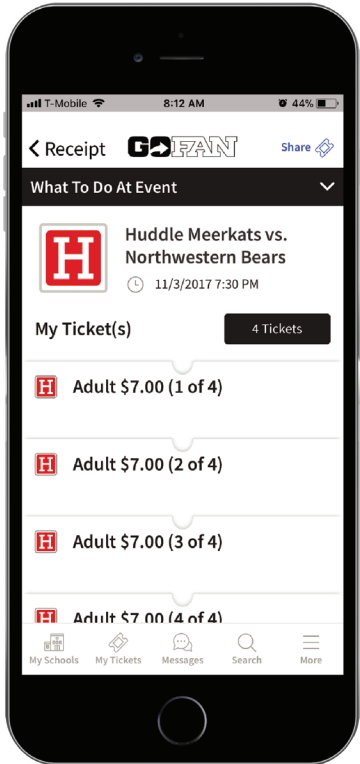 T-Mobile 8:12 AM 44%
Receipt GOFAN Share
What To Do At Event
H Huddle Meerkats vs.
Northwestern Bears
11/3/2017 7:30 PM
My Ticket(s) 4 Tickets
H Adult $7.00 (1 of 4)
H Adult $7.00 (2 of 4)
H Adult $7.00 (3 of 4)
H Adult $7.00 (4 of 4)
My Schools My Tickets Messages Search More